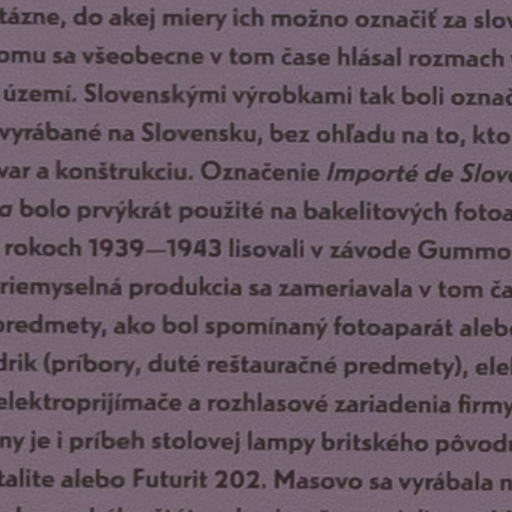 tázne, do akej miery ich možno označiť za slov
omu sa všeobecne v tom čase hlásal rozmach
území. Slovenskými výrobkami tak boli označ
vyrábané na Slovensku, bez ohľadu na to, kto
var a konštrukciu. Označenie Importé de Slov
a bolo prvýkrát použité na bakelitových fotoa
rokoch 1939—1943 lisovali v závode Gummo
riemyselná produkcia sa zameriavala v tom ča
predmety, ako bol spomínaný fotoaparát aleb
drik (príbory, duté reštauračné predmety), ele
elektroprijímače a rozhlasové zariadenia firmy
ny je i príbeh stolovej lampy britského pôvod
talite alebo Futurit 202. Masovo sa vyrábala n